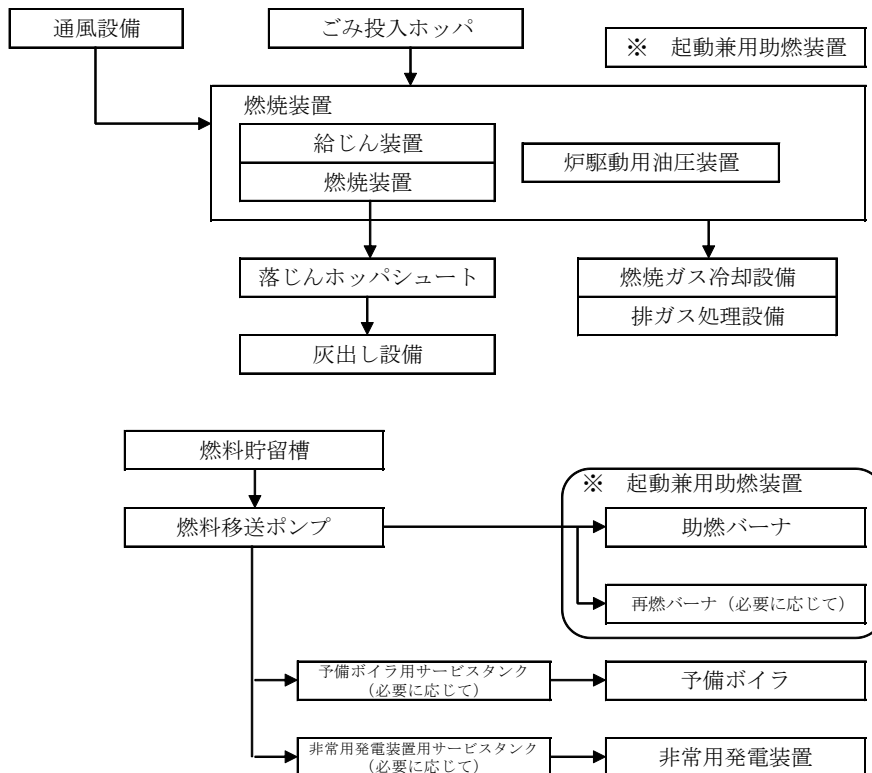 通風設備
ごみ投入ホッパ
※ 起動兼用助燃装置
燃焼装置
給じん装置
燃焼装置
炉駆動用油圧装置
落じんホッパシュート
灰出し設備
燃焼ガス冷却設備
排ガス処理設備
燃料貯留槽
燃料移送ポンプ
※ 起動兼用助燃装置
助燃バーナ
再燃バーナ（必要に応じて）
予備ボイラ用サービスタンク
（必要に応じて）
予備ボイラ
非常用発電装置用サービスタンク
（必要に応じて）
非常用発電装置